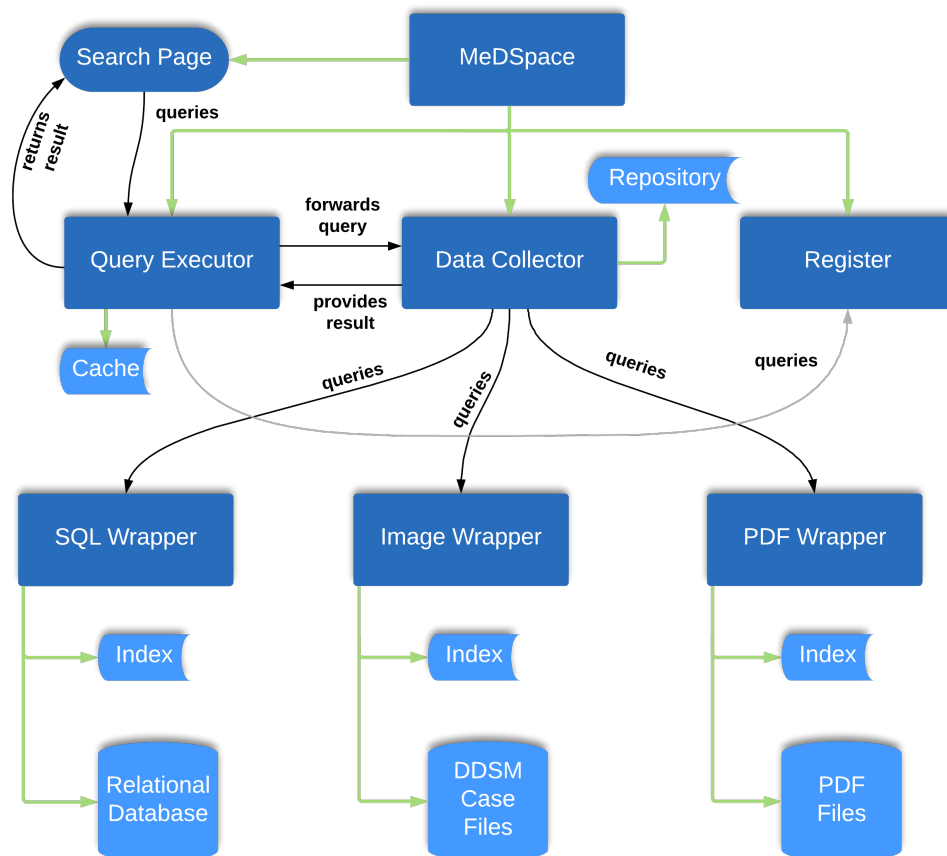 Search Page
MeDSpace
queries
returns
result
Repository
forwards
query
Query Executor
Data Collector
Register
provides
result
Cache
queries
queries
queries
queries
SQL Wrapper
Image Wrapper
PDF Wrapper
Index
Index
Index
Relational
Database
DDSM
Case
Files
PDF
Files